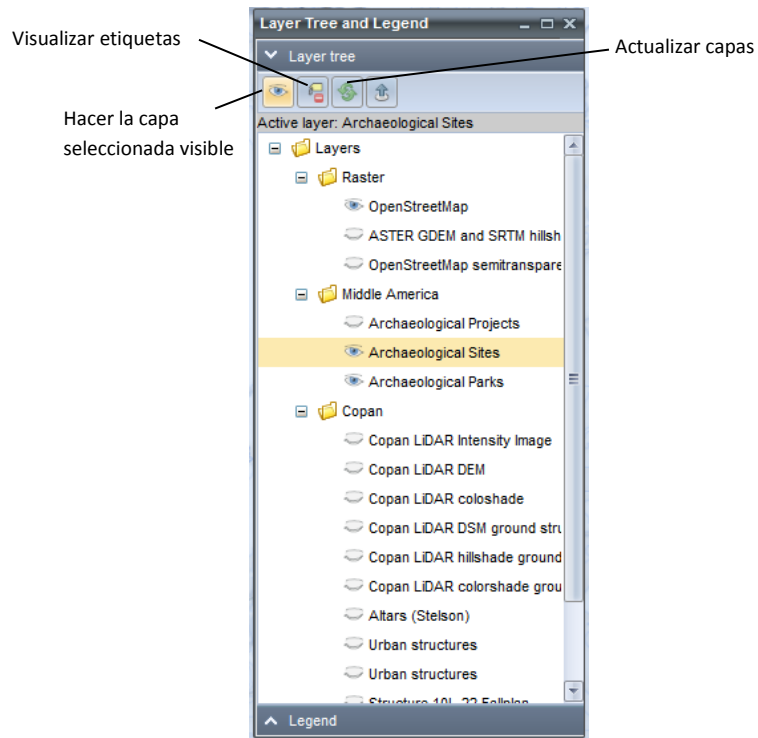 Visualizar etiquetas
Hacer la capa
seleccionada visible
Actualizar capas
Layer Tree and Legend
Layer tree
Active layer: Archaeological Sites
Layers
Raster
OpenStreetMap
ASTER GDEM and SRTM hillsh
OpenStreetMap semitranspare
Middle America
Archaeological Projects
Archaeological Sites
Archaeological Parks
Copan
Copan LiDAR Intensity Image
Copan LiDAR DEM
Copan LiDAR coloshade
Copan LiDAR DSM ground stru
Copan LiDAR hillshade ground
Copan LiDAR colorshade grou
Altars (Stelson)
Urban structures
Urban structures
Structure 10L-22 
Legend